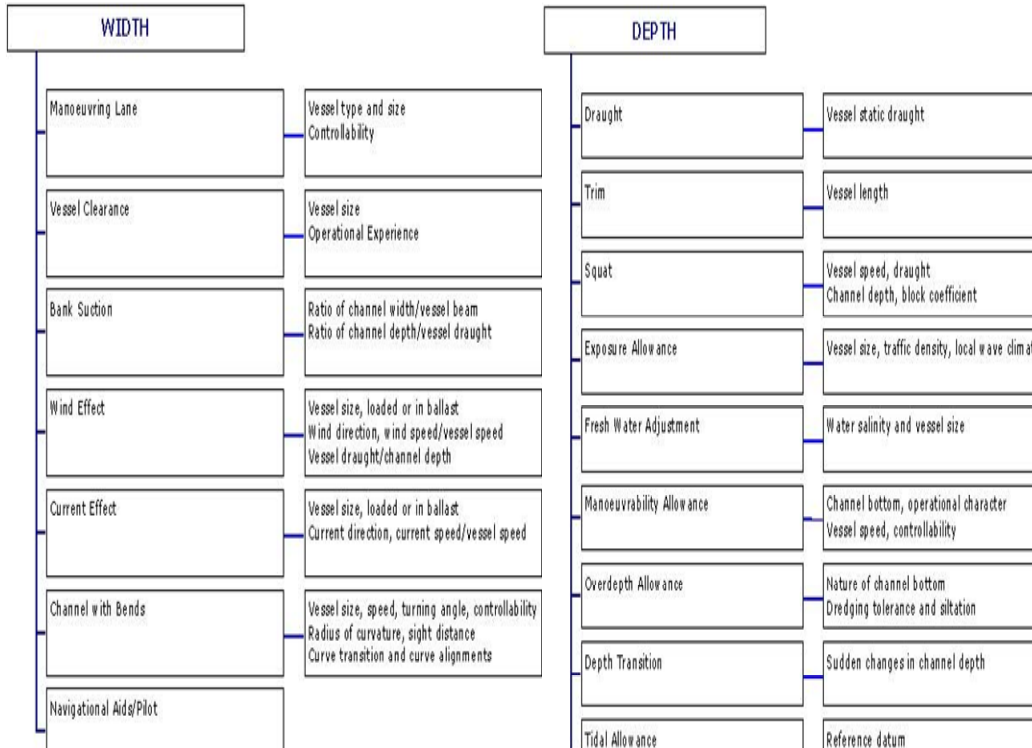 WIDTH
Manoeuvring Lane
Vessel type and size
Controllability
Vessel Clearance
Vessel size
Operational Experience
Bank Suction
Ratio of channel width/vessel beam
Ratio of channel depth/vessel draught
Wind Effect
Vessel size, loaded or in ballast
Wind direction, wind speed/vessel speed
Vessel draught/channel depth
Current Effect
Vessel size, loaded or in ballast
Current direction, current speed/vessel speed
Channel with Bends
Vessel size, speed, turning angle, controllability
Radius of curvature, sight distance
Curve transition and curve alignments
Navigational Aids/Pilot
DEPTH
Draught
Vessel static draught
Trim
Vessel length
Squat
Vessel speed, draught
Channel depth, block coefficient
Exposure Allowance
Vessel size, traffic density, local wave climat
Fresh Water Adjustment
Water salinity and vessel size
Manoeuvrability Allowance
Channel bottom, operational character
Vessel speed, controllability
Overdepth Allowance
Nature of channel bottom
Dredging tolerance and siltation
Depth Transition
Sudden changes in channel depth
Tidal Allowance
Reference datum